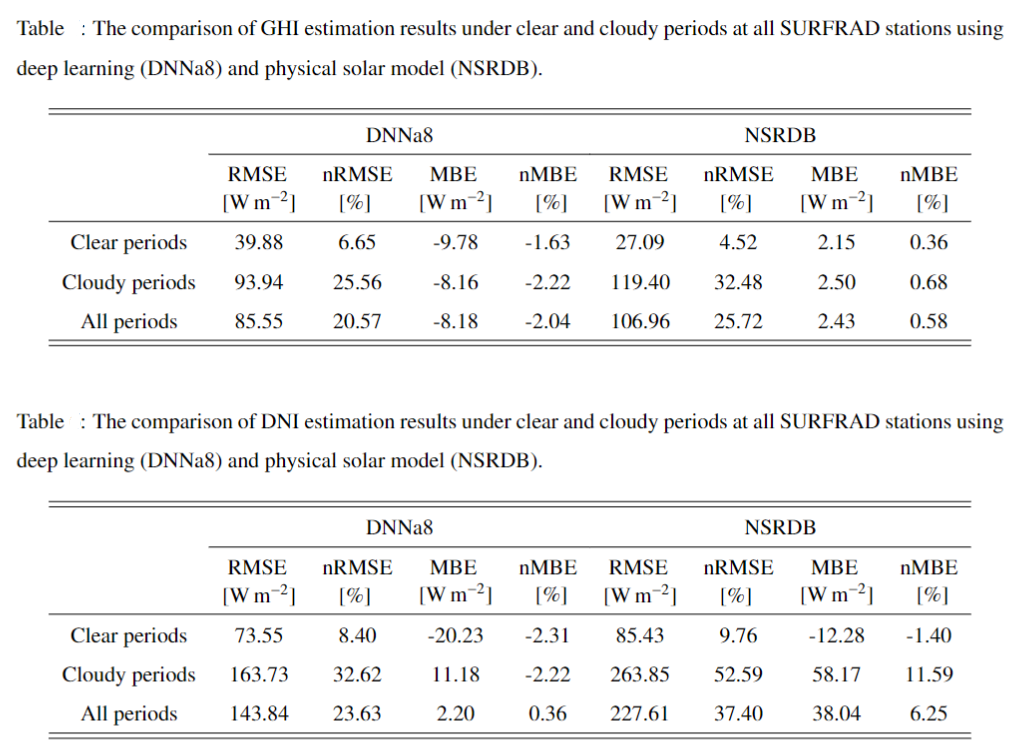 Table : The comparison of GHI estimation results under clear and cloudy periods at all SURFRAD stations using
deep learning (DNNa8) and physical solar model (NSRDB).
DNNa8 NSRDB
RMSE nRMSE MBE nMBE RMSE nRMSE MBE nMBE
[W m⁻²] [%] [W m⁻²] [%] [W m⁻²] [%] [W m⁻²] [%]
Clear periods 39.88 6.65 -9.78 -1.63 27.09 4.52 2.15 0.36
Cloudy periods 93.94 25.56 -8.16 -2.22 119.40 32.48 2.50 0.68
All periods 85.55 20.57 -8.18 -2.04 106.96 25.72 2.43 0.58
Table : The comparison of DNI estimation results under clear and cloudy periods at all SURFRAD stations using
deep learning (DNNa8) and physical solar model (NSRDB).
DNNa8 NSRDB
RMSE nRMSE MBE nMBE RMSE nRMSE MBE nMBE
[W m⁻²] [%] [W m⁻²] [%] [W m⁻²] [%] [W m⁻²] [%]
Clear periods 73.55 8.40 -20.23 -2.31 85.43 9.76 -12.28 -1.40
Cloudy periods 163.73 32.62 11.18 -2.22 263.85 52.59 58.17 11.59
All periods 143.84 23.63 2.20 0.36 227.61 37.40 38.04 6.25